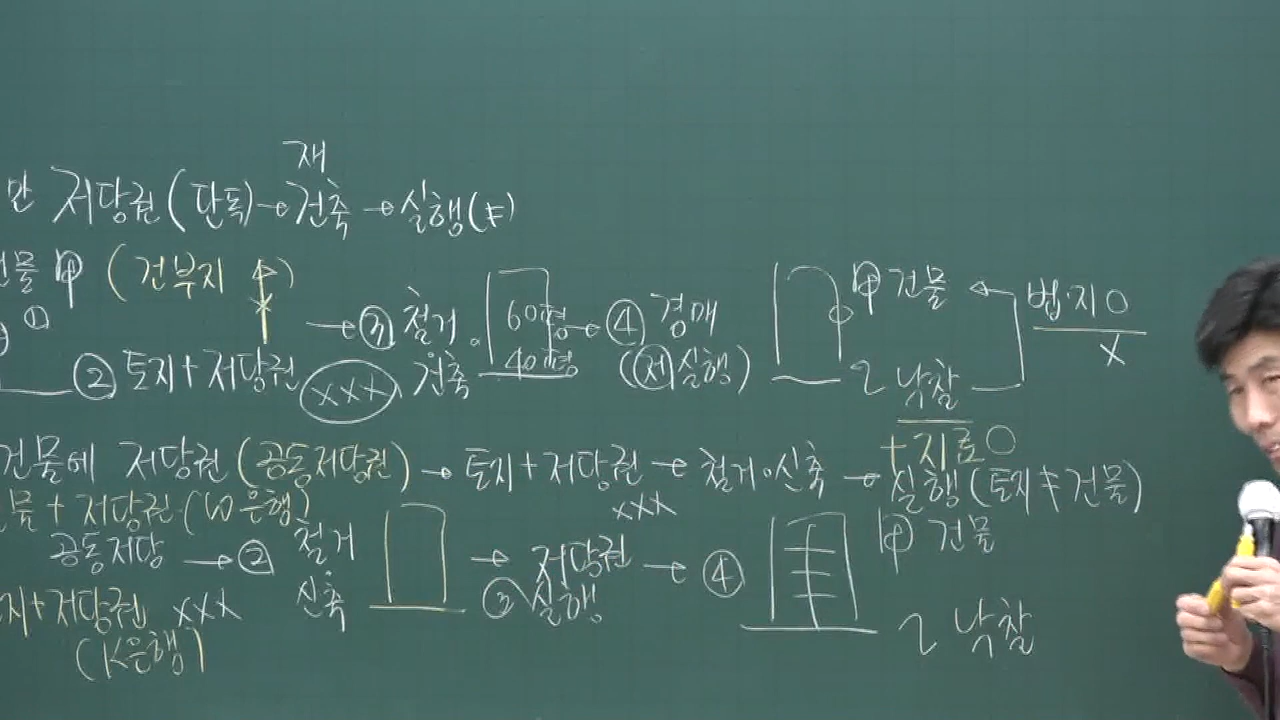 재
만 저당권(단독)→건축→실행(≠)
건물 甲 (건부지 )
①
→③ 철거. 60평 →④ 경매 甲 건물 ← 법·지○
②토지+저당권 건축 40평 (저실행) 乙 낙찰 X
XXX
+지료○
건물에 저당권(공동저당권)→토지+저당권→철거·신축→실행(토지≠건물)
XXX
물+저당권·(W은행)
공동저당 →② 철거 → 저당권 →④ 甲 건물
신축 ③ 실행 乙 낙찰
지+저당권 XXX
(K은행)